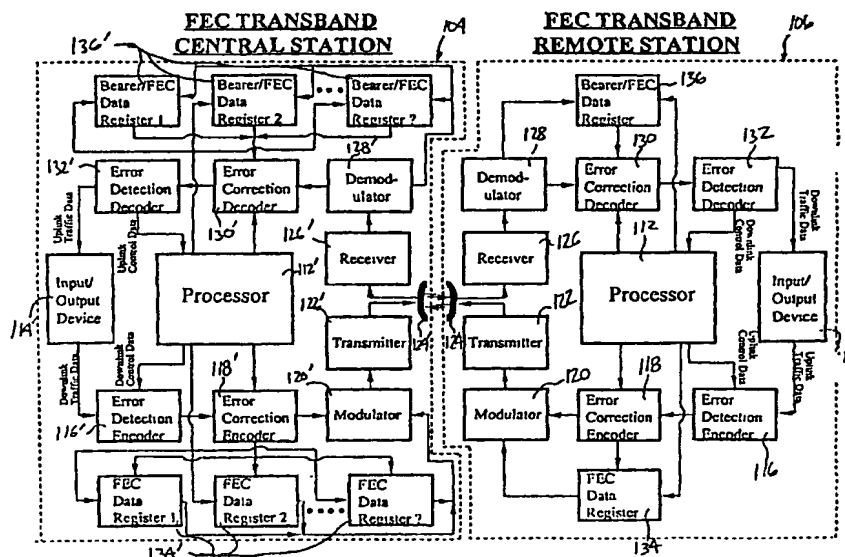 FEC TRANSBAND
CENTRAL STATION
104
FEC TRANSBAND
REMOTE STATION
106
136'
Bearer/FEC
Data
Register 1
Bearer/FEC
Data
Register 2
Bearer/FEC
Data
Register ?
Bearer/FEC
Data
Register
136
132'
Error
Detection
Decoder
Error
Correction
Decoder
130'
128'
Demod-
ulator
128
Demod-
ulator
130
Error
Correction
Decoder
132
Error
Detection
Decoder
Uplink
Traffic Data
Uplink
Control Data
126'
Receiver
126
Receiver
Downlink
Control Data
Downlink
Traffic Data
114'
Input/
Output
Device
112'
Processor
112
Processor
Input/
Output
Device
124'
124
122'
Transmitter
122
Transmitter
Downlink
Traffic Data
Downlink
Control Data
Uplink
Control Data
Uplink
Traffic Data
116'
Error
Detection
Encoder
118'
Error
Correction
Encoder
120'
Modulator
120
Modulator
118
Error
Correction
Encoder
Error
Detection
Encoder
116
FEC
Data
Register 1
FEC
Data
Register 2
FEC
Data
Register ?
134'
FEC
Data
Register
134